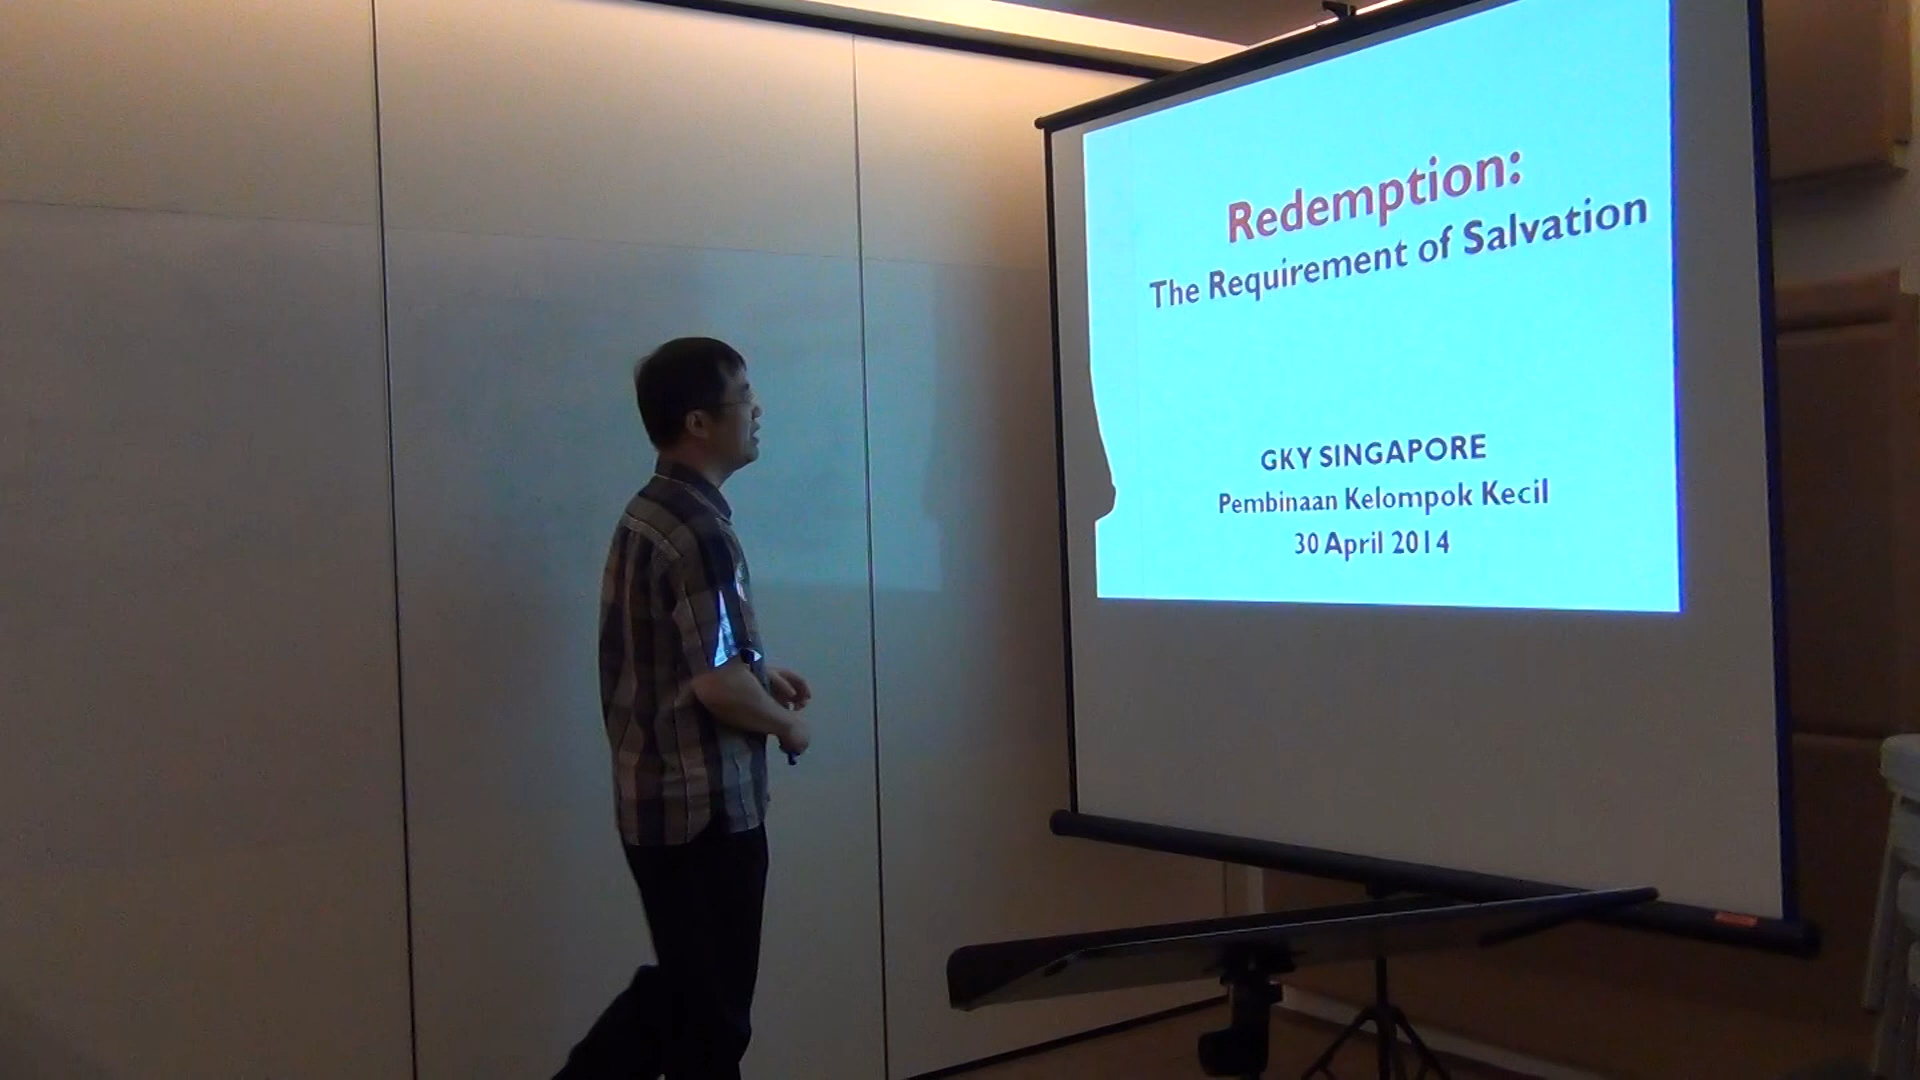 Redemption:
The Requirement of Salvation
GKY SINGAPORE
Pembinaan Kelompok Kecil
30 April 2014